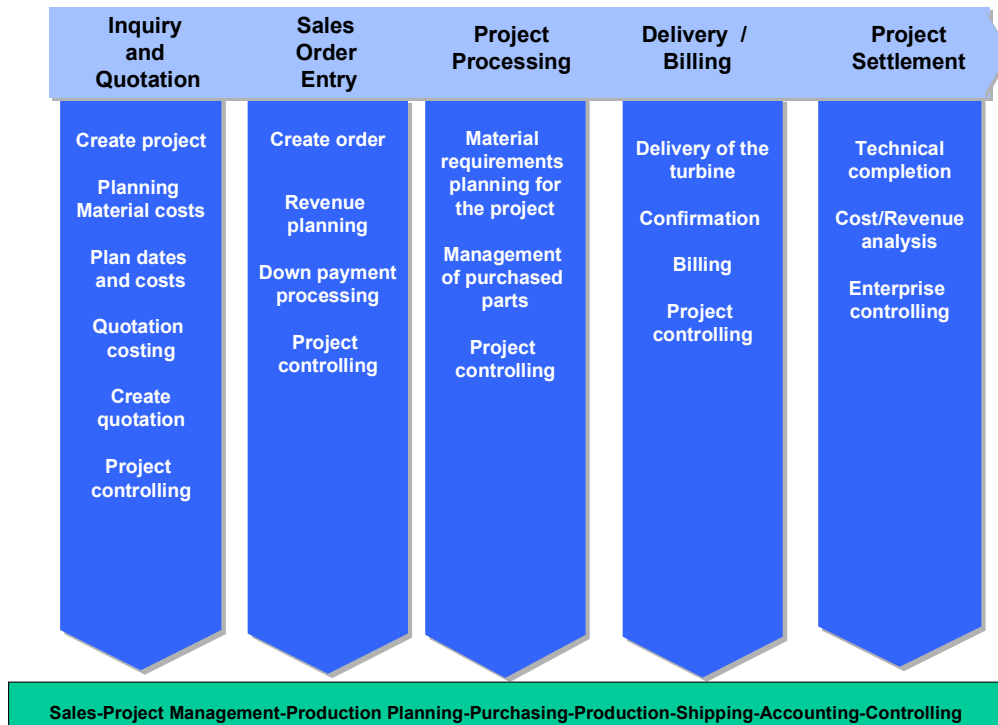 Inquiry
and
Quotation
Sales
Order
Entry
Project
Processing
Delivery /
Billing
Project
Settlement
Create project
Planning
Material costs
Plan dates
and costs
Quotation
costing
Create
quotation
Project
controlling
Create order
Revenue
planning
Down payment
processing
Project
controlling
Material
requirements
planning for
the project
Management
of purchased
parts
Project
controlling
Delivery of the
turbine
Confirmation
Billing
Project
controlling
Technical
completion
Cost/Revenue
analysis
Enterprise
controlling
Sales-Project Management-Production Planning-Purchasing-Production-Shipping-Accounting-Controlling